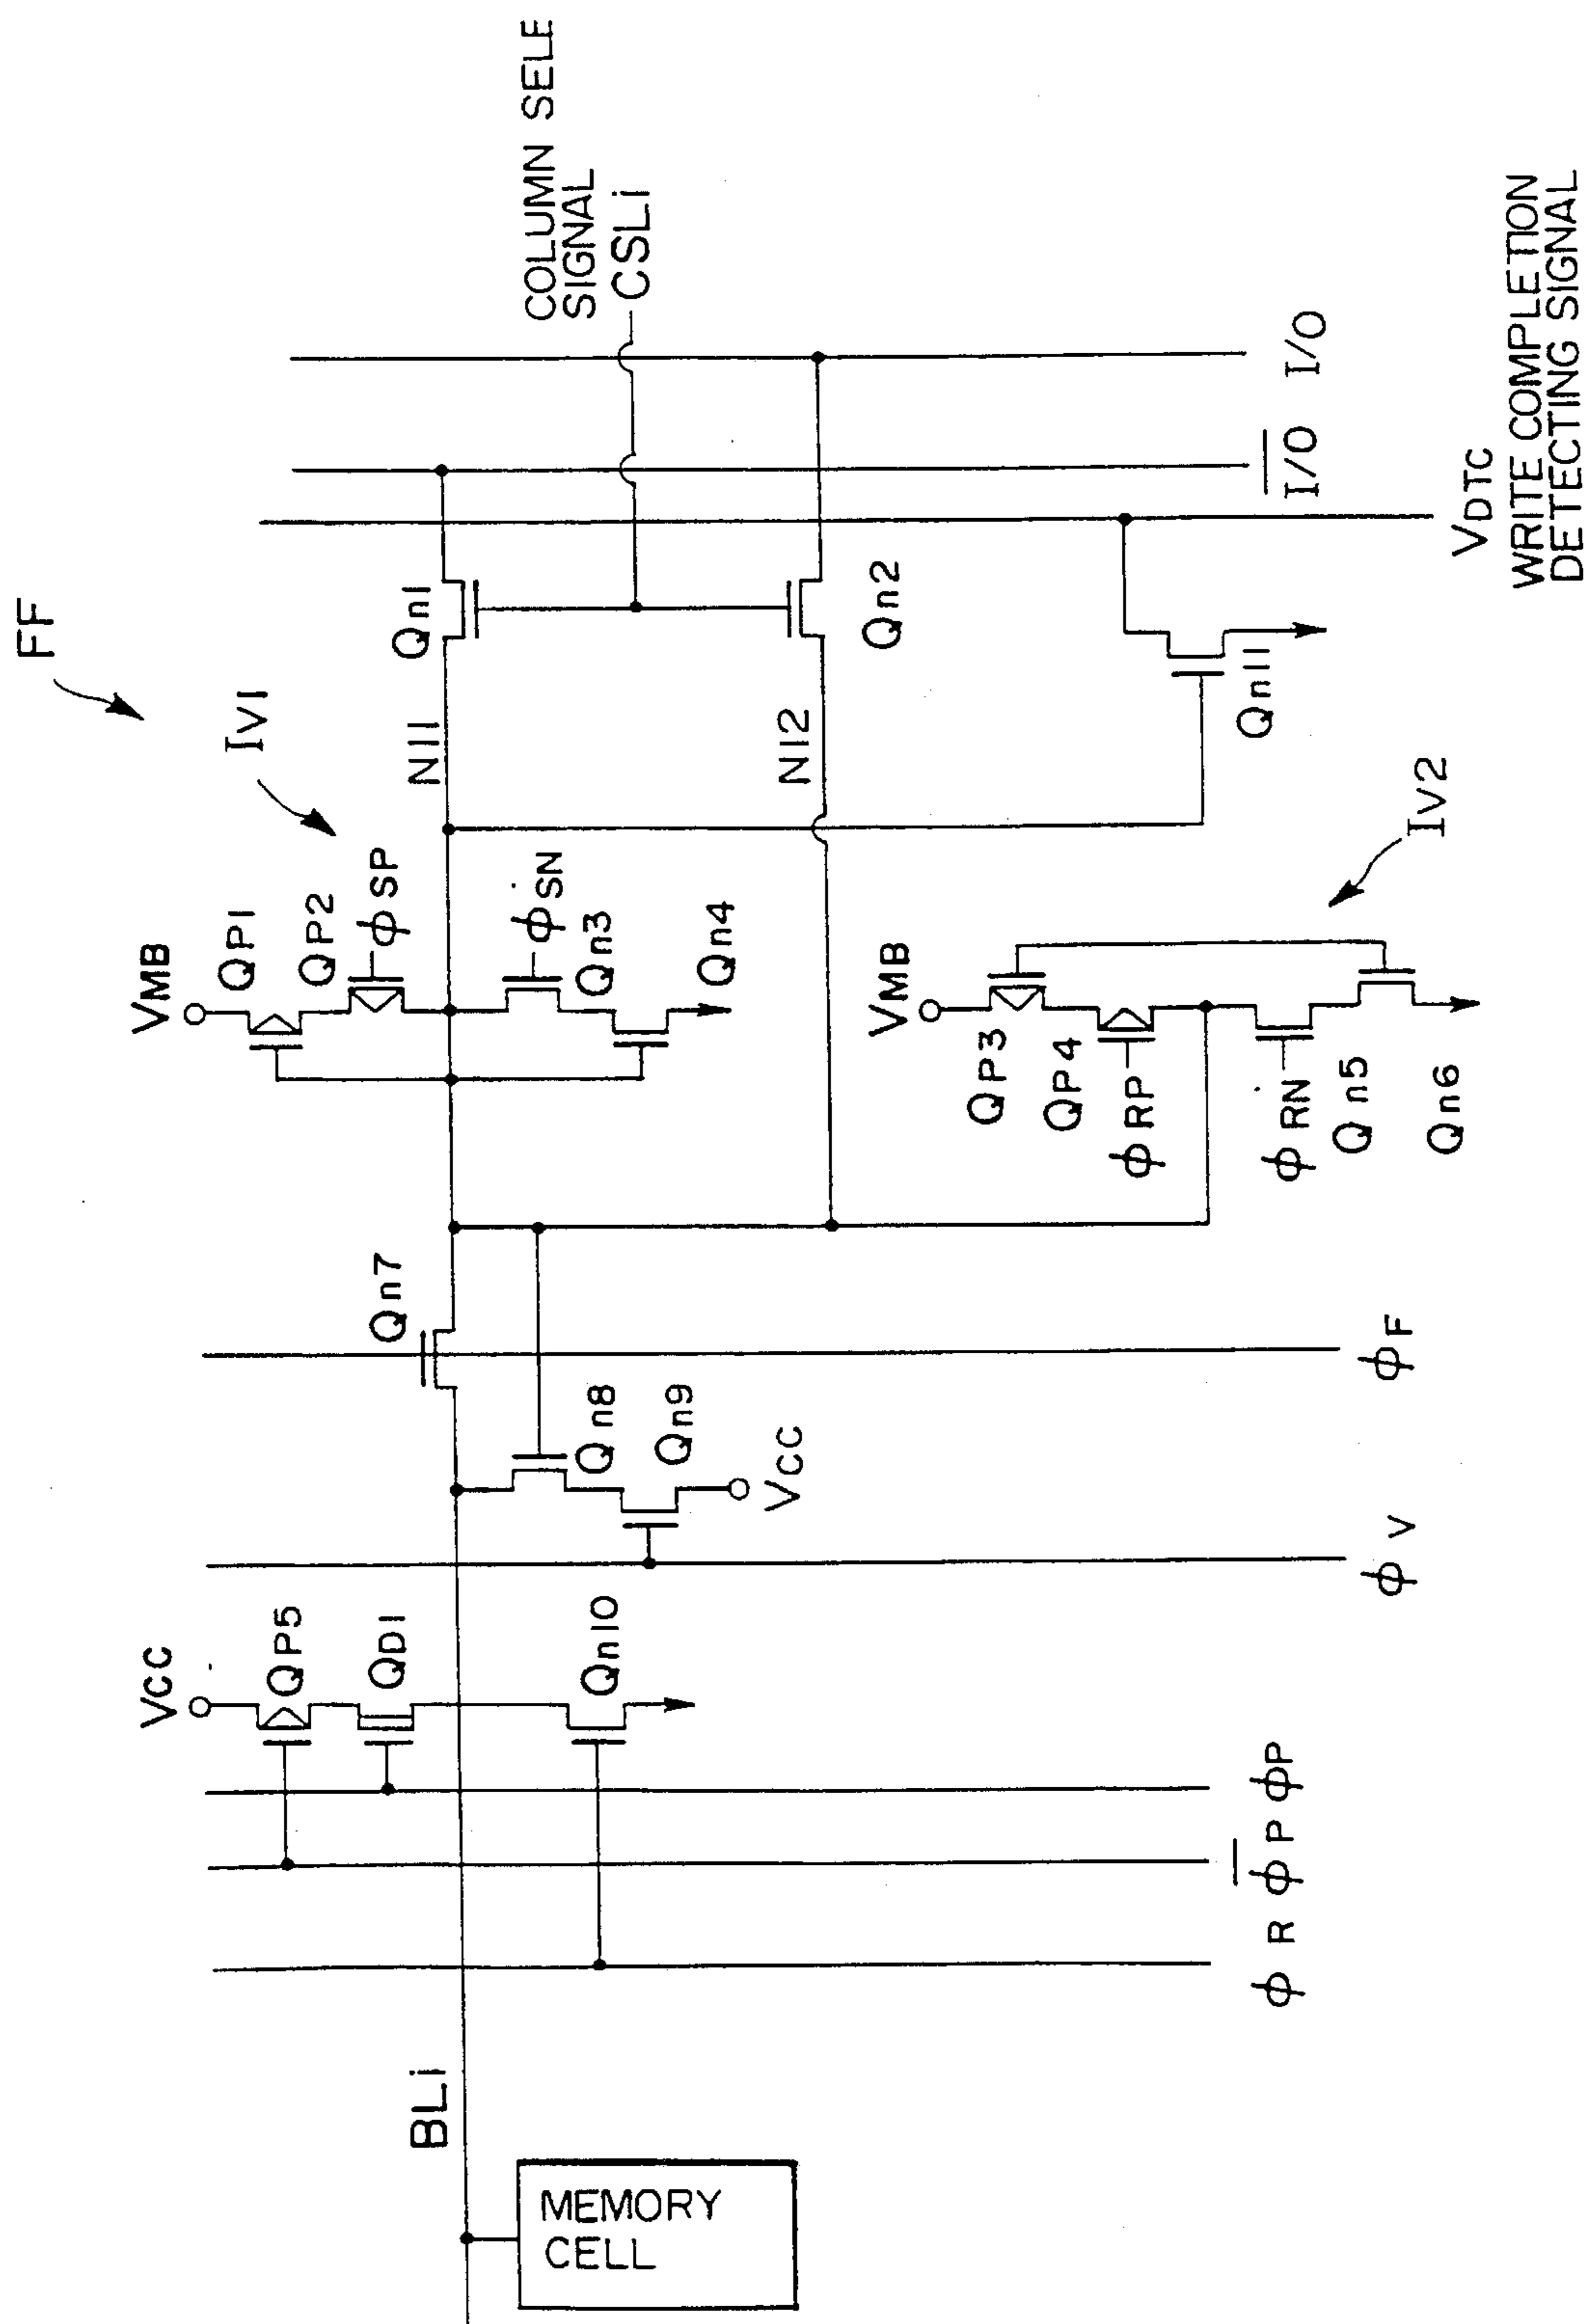 FF
IV1
IV2
COLUMN SELE
SIGNAL
CSLi
I/O
I/O
VDTC
WRITE COMPLETION
DETECTING SIGNAL
Qn1
Qn2
Qn11
N11
N12
VMB
QP1
QP2
ΦSP
ΦSN
Qn3
Qn4
VMB
QP3
QP4
ΦRP
ΦRN
Qn5
Qn6
Qn7
ΦF
Qn8
Qn9
VCC
ΦV
VCC
QP5
QD1
Qn10
ΦP
ΦP
ΦR
BLi
MEMORY
CELL